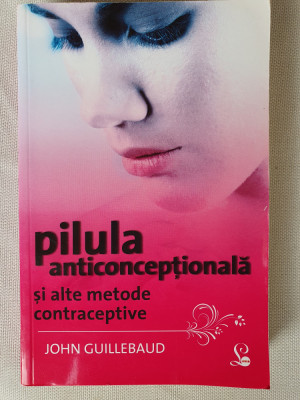 pilula
anticoncepțională
și alte metode
contraceptive
JOHN GUILLEBAUD